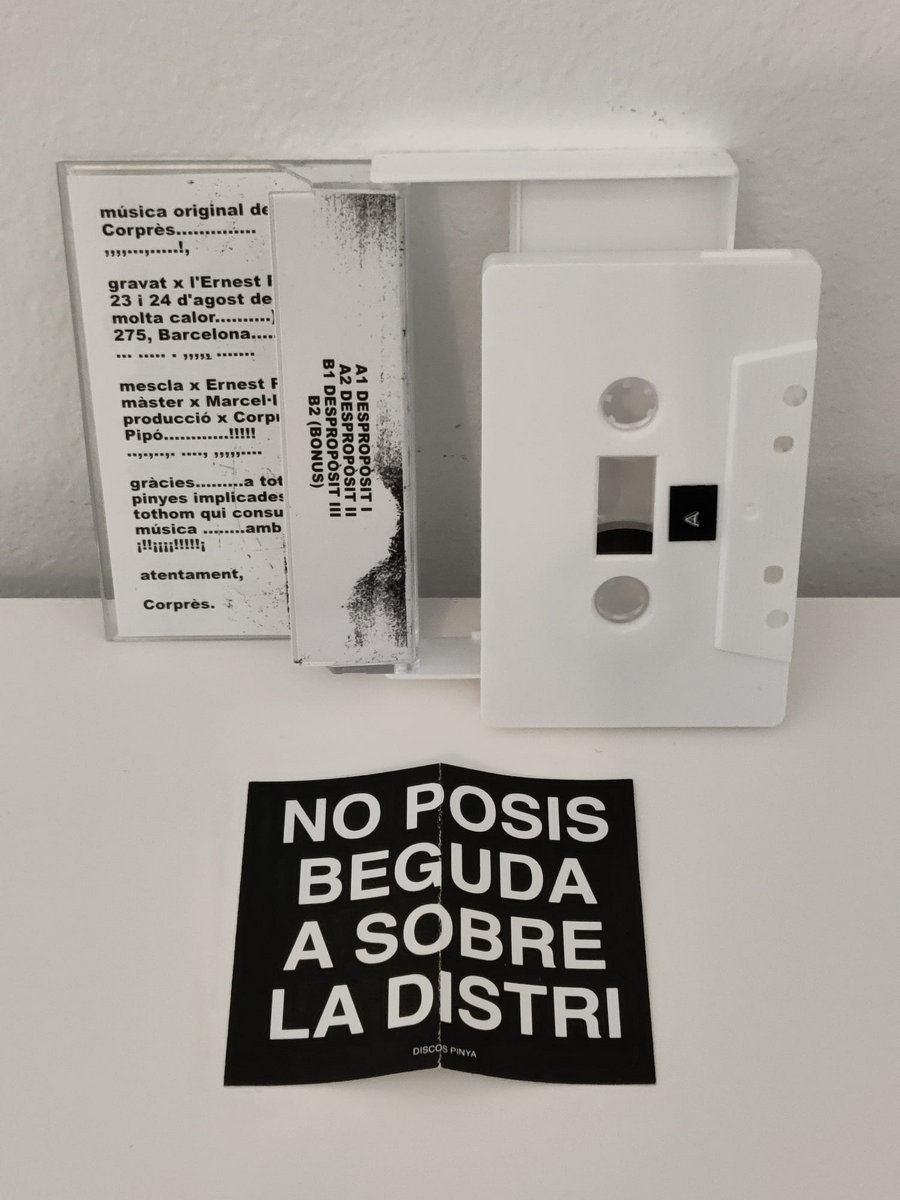 música original de
Corprès..............
,,,,...,.....!,
gravat x l'Ernest
23 i 24 d'agost de
molta calor..........
275, Barcelona....
... ..... . ,,,,,, .......
mescla x Ernest
màster x Marcel·l
producció x Corp
Pipó............!!!!!
..,.,..,. ...., ,,,,,....
gràcies.........a tot
pinyes implicades
tothom qui consu
música ........amb
¡!!¡¡¡¡!!!!!¡
atentament,
Corprès.
A1 DESPROPÒSIT I
A2 DESPROPÒSIT II
B1 DESPROPÒSIT III
B2 (BONUS)
A
NO POSIS
BEGUDA
A SOBRE
LA DISTRI
DISCOS PINYA